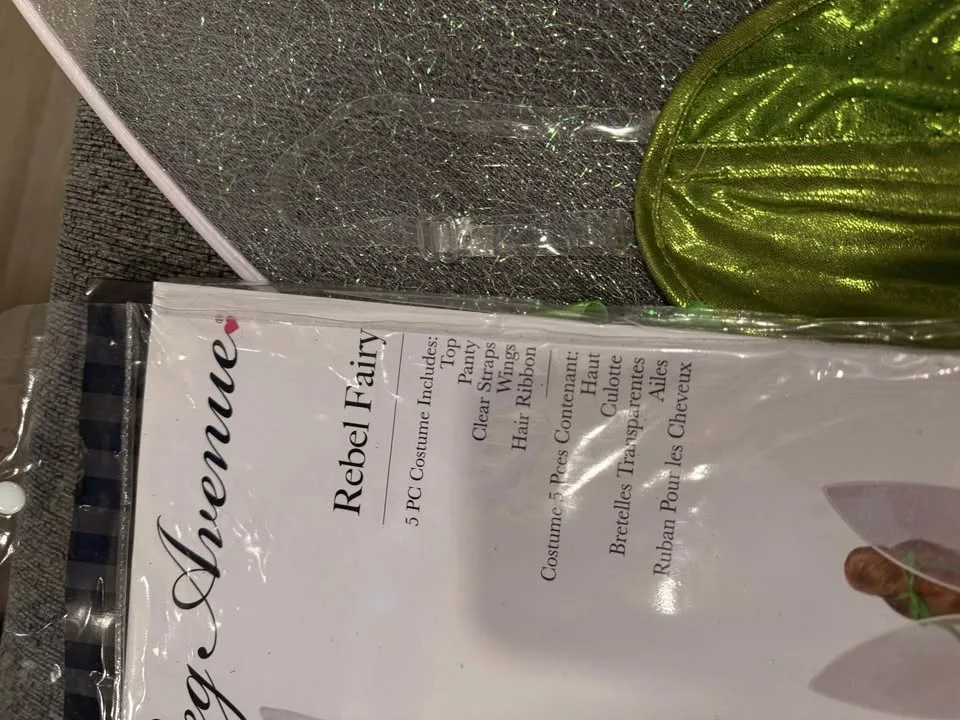 eg Avenue®
Rebel Fairy
5 PC Costume Includes:
Top
Panty
Clear Straps
Wings
Hair Ribbon
Costume 5 Pces Contenant:
Haut
Culotte
Bretelles Transparentes
Ailes
Ruban Pour les Cheveux